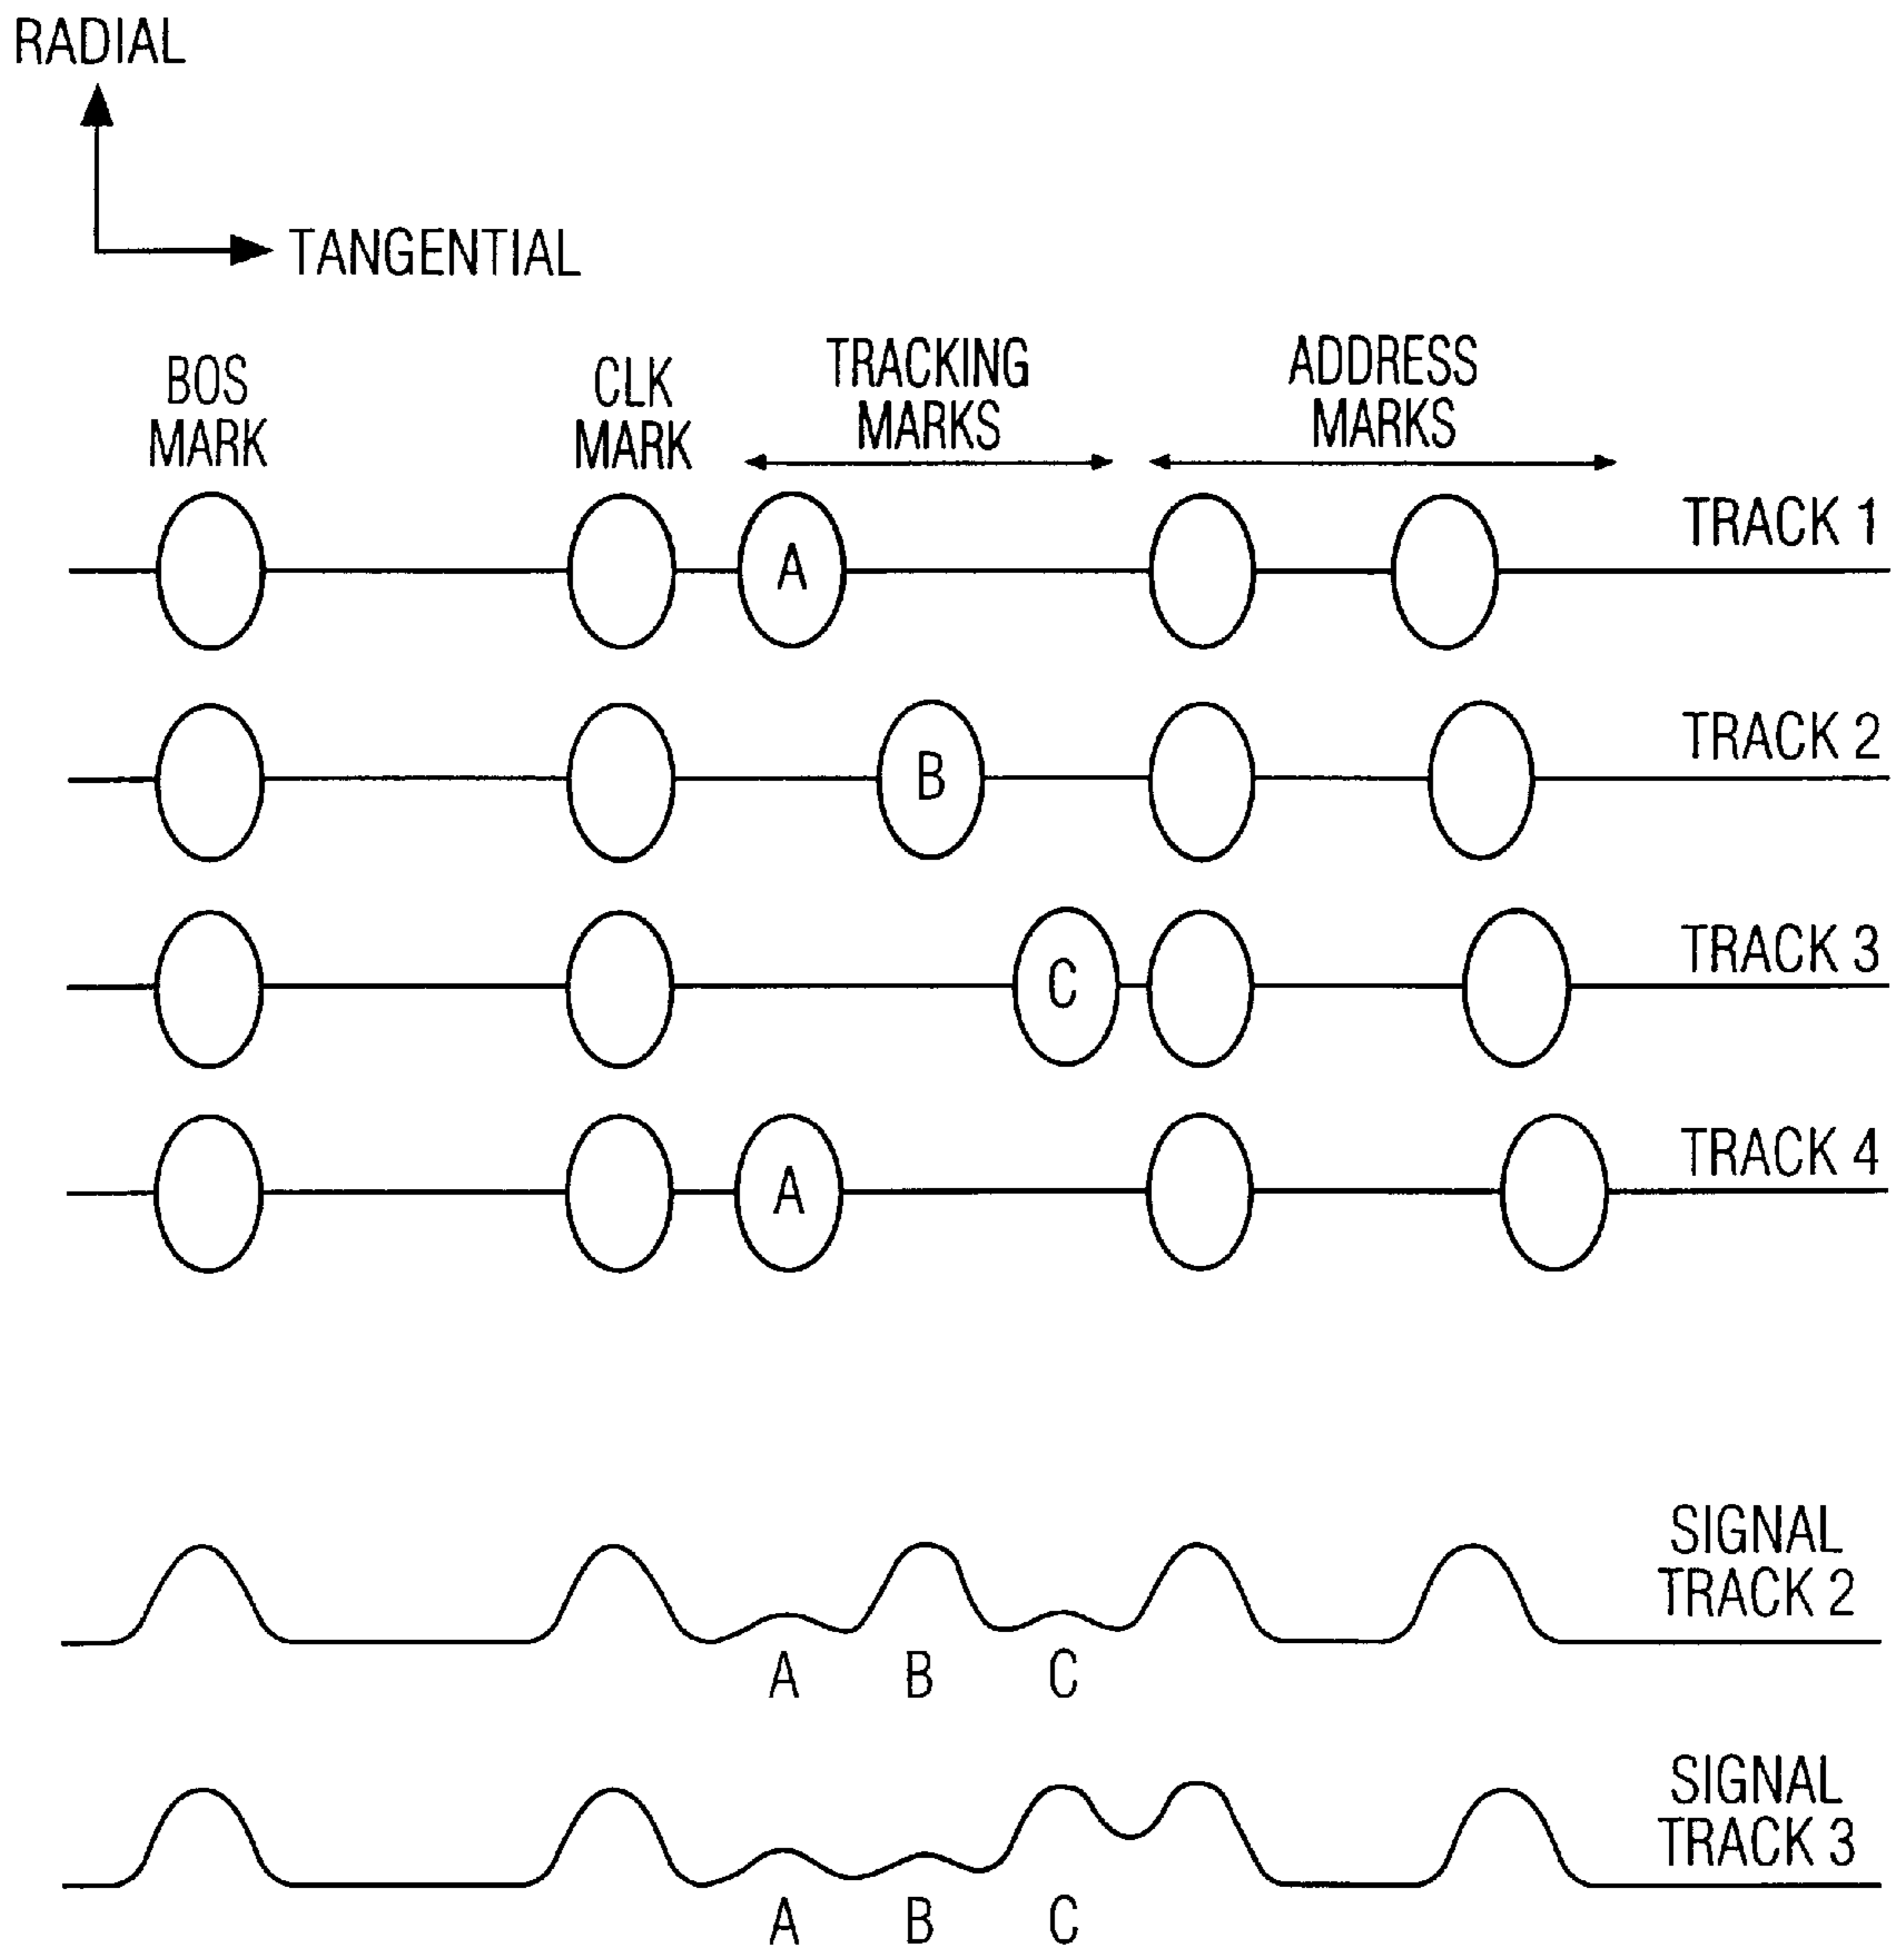 RADIAL
TANGENTIAL
BOS
MARK
CLK
MARK
TRACKING
MARKS
ADDRESS
MARKS
TRACK 1
A
TRACK 2
B
TRACK 3
C
TRACK 4
A
SIGNAL
TRACK 2
A B C
SIGNAL
TRACK 3
A B C